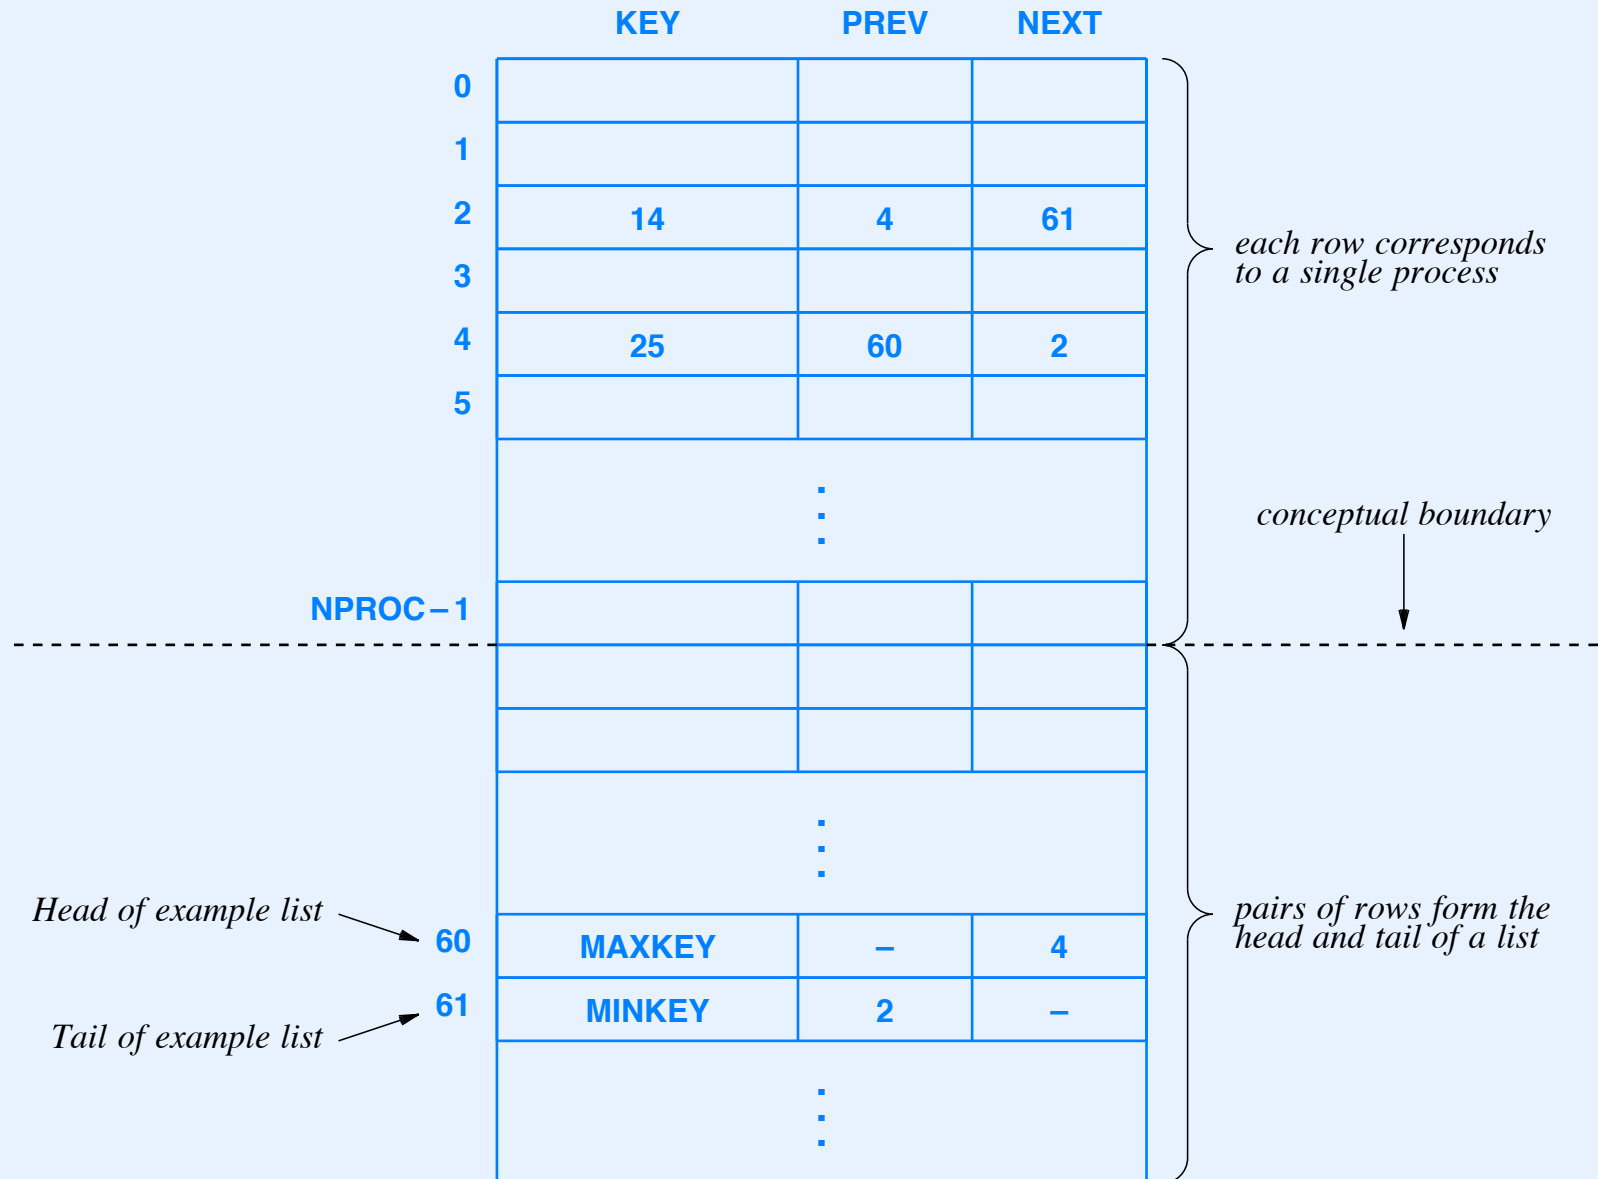 KEY PREV NEXT
0
1
2 14 4 61
3
4 25 60 2
5
each row corresponds
to a single process
conceptual boundary
NPROC–1
Head of example list
60 MAXKEY – 4
61 MINKEY 2 –
Tail of example list
pairs of rows form the
head and tail of a list